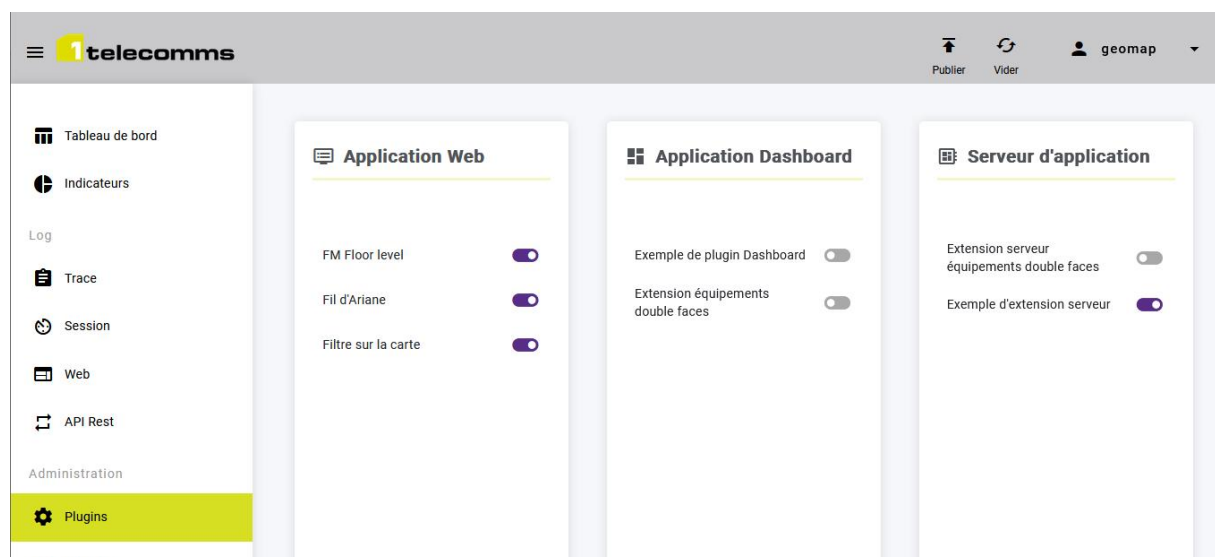 1telecomms
Publier
Vider
geomap
Tableau de bord
Indicateurs
Log
Trace
Session
Web
API Rest
Administration
Plugins
Application Web
FM Floor level
Fil d'Ariane
Filtre sur la carte
Application Dashboard
Exemple de plugin Dashboard
Extension équipements
double faces
Serveur d'application
Extension serveur
équipements double faces
Exemple d'extension serveur